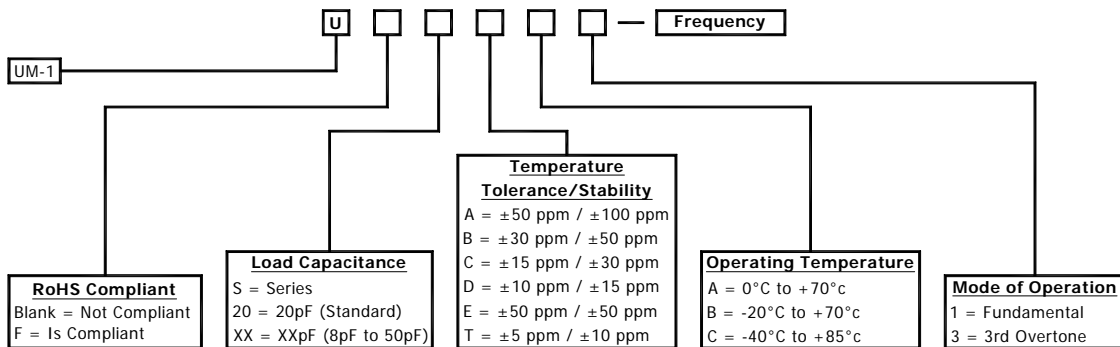 U — Frequency
UM-1
Temperature
Tolerance/Stability
A = ±50 ppm / ±100 ppm
B = ±30 ppm / ±50 ppm
C = ±15 ppm / ±30 ppm
D = ±10 ppm / ±15 ppm
E = ±50 ppm / ±50 ppm
T = ±5 ppm / ±10 ppm
RoHS Compliant
Blank = Not Compliant
F = Is Compliant
Load Capacitance
S = Series
20 = 20pF (Standard)
XX = XXpF (8pF to 50pF)
Operating Temperature
A = 0°C to +70°c
B = -20°C to +70°c
C = -40°C to +85°c
Mode of Operation
1 = Fundamental
3 = 3rd Overtone